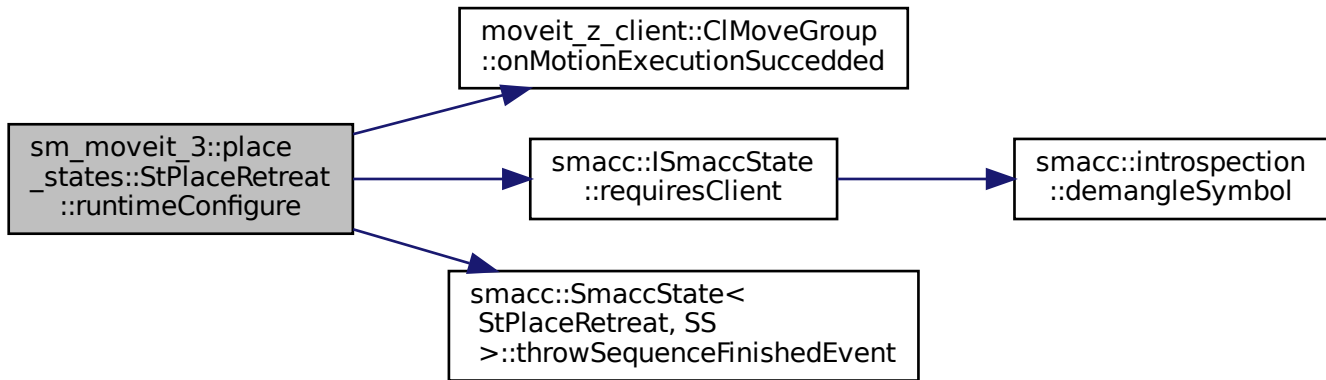 sm_moveit_3::place
_states::StPlaceRetreat
::runtimeConfigure
moveit_z_client::ClMoveGroup
::onMotionExecutionSuccedded
smacc::ISmaccState
::requiresClient
smacc::introspection
::demangleSymbol
smacc::SmaccState<
StPlaceRetreat, SS
>::throwSequenceFinishedEvent